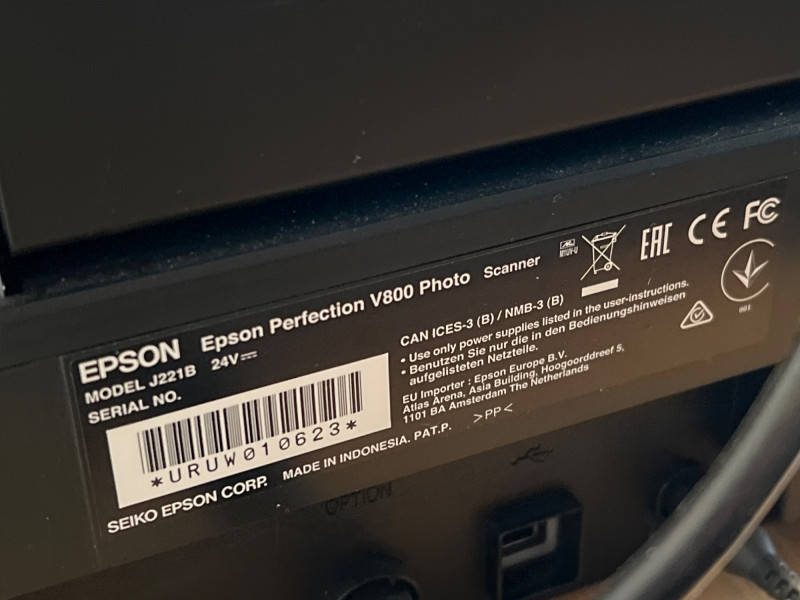 EPSON Epson Perfection V800 Photo Scanner
MODEL J221B 24V
SERIAL NO.
*URUW010623*
SEIKO EPSON CORP. MADE IN INDONESIA. PAT.P. >PP<
CAN ICES-3 (B) / NMB-3 (B)
• Use only power supplies listed in the user-instructions.
• Benutzen Sie nur die in den Bedienungshinweisen
aufgelisteten Netzteile.
EU Importer : Epson Europe B.V.
Atlas Arena, Asia Building, Hoogoorddreef 5,
1101 BA Amsterdam The Netherlands
EAC CE FC
OPTION